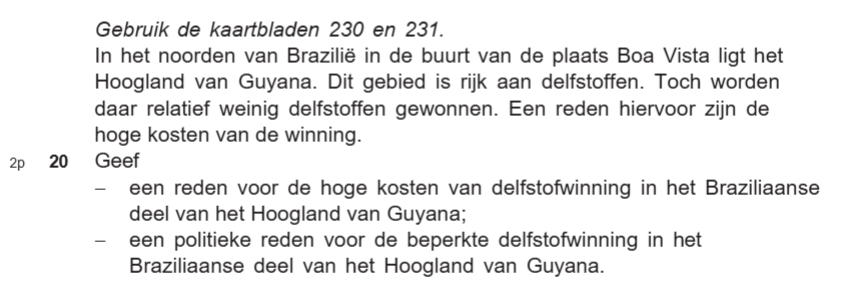 Gebruik de kaartbladen 230 en 231.
In het noorden van Brazilië in de buurt van de plaats Boa Vista ligt het
Hoogland van Guyana. Dit gebied is rijk aan delfstoffen. Toch worden
daar relatief weinig delfstoffen gewonnen. Een reden hiervoor zijn de
hoge kosten van de winning.
2p 20 Geef
– een reden voor de hoge kosten van delfstofwinning in het Braziliaanse
deel van het Hoogland van Guyana;
– een politieke reden voor de beperkte delfstofwinning in het
Braziliaanse deel van het Hoogland van Guyana.